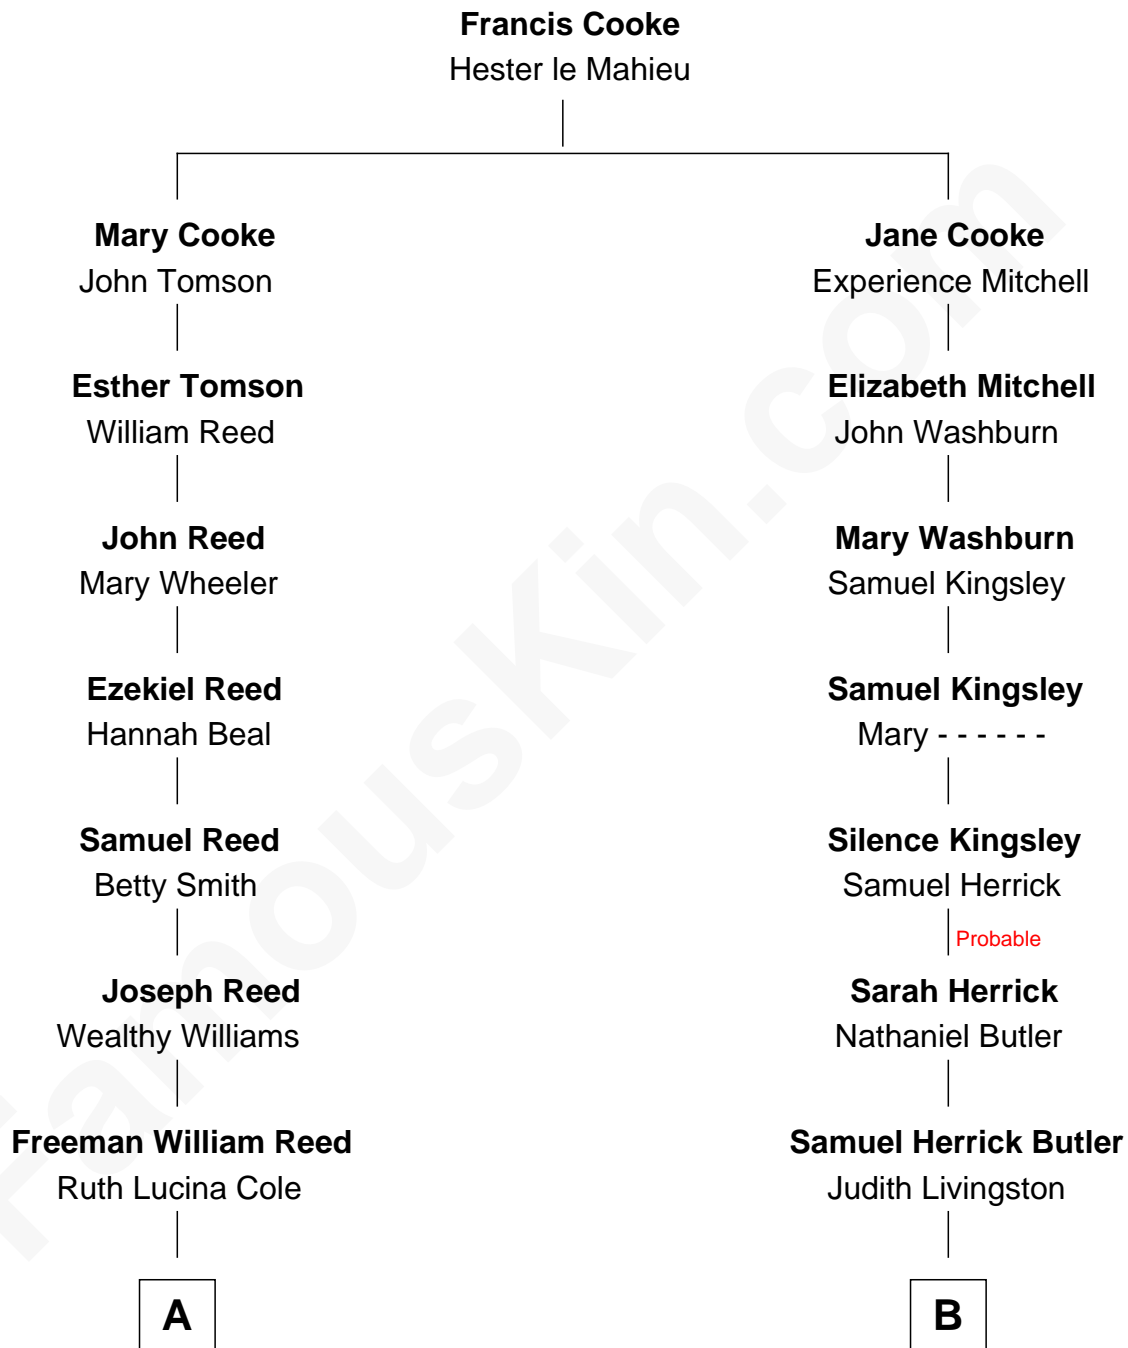 Francis Cooke
Hester le Mahieu
Mary Cooke
John Tomson
Jane Cooke
Experience Mitchell
Esther Tomson
William Reed
Elizabeth Mitchell
John Washburn
John Reed
Mary Wheeler
Mary Washburn
Samuel Kingsley
Ezekiel Reed
Hannah Beal
Samuel Kingsley
Mary - - - - - -
Samuel Reed
Betty Smith
Silence Kingsley
Samuel Herrick
Probable
Joseph Reed
Wealthy Williams
Sarah Herrick
Nathaniel Butler
Freeman William Reed
Ruth Lucina Cole
Samuel Herrick Butler
Judith Livingston
A
B
FamousKin.com